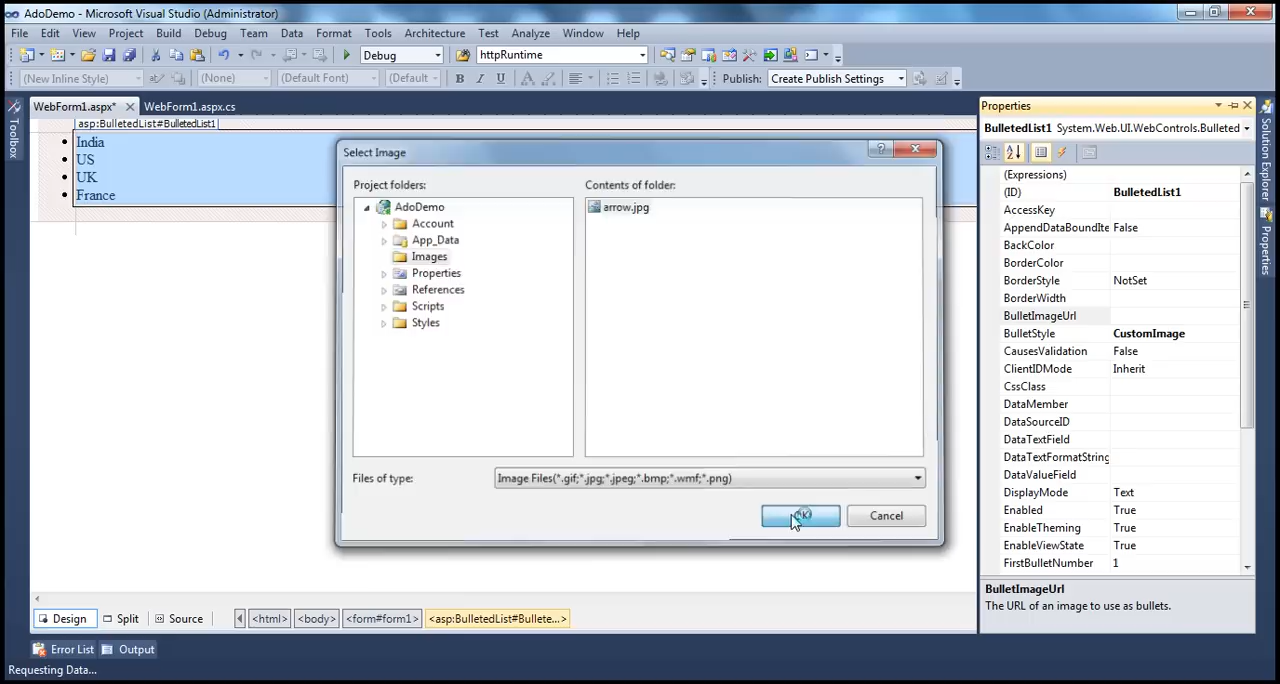 AdoDemo - Microsoft Visual Studio (Administrator)
File Edit View Project Build Debug Team Data Format Tools Architecture Test Analyze Window Help
Debug httpRuntime
(New Inline Style) (None) (Default Font) (Default B I U A Publish: Create Publish Settings
WebForm1.aspx* WebForm1.aspx.cs
Toolbox
asp:BulletedList#BulletedList1
India
US
UK
France
Select Image
Project folders:
AdoDemo
Account
App_Data
Images
Properties
References
Scripts
Styles
Contents of folder:
arrow.jpg
Files of type: Image Files(*.gif;*.jpg;*.jpeg;*.bmp;*.wmf;*.png)
OK Cancel
Properties
BulletedList1 System.Web.UI.WebControls.Bulleted
(Expressions)
(ID) BulletedList1
AccessKey
AppendDataBoundIte False
BackColor
BorderColor
BorderStyle NotSet
BorderWidth
BulletImageUrl
BulletStyle CustomImage
CausesValidation False
ClientIDMode Inherit
CssClass
DataMember
DataSourceID
DataTextField
DataTextFormatString
DataValueField
DisplayMode Text
Enabled True
EnableTheming True
EnableViewState True
FirstBulletNumber 1
BulletImageUrl
The URL of an image to use as bullets.
Solution Explorer
Properties
Design Split Source <html> <body> <form#form1> <asp:BulletedList#Bullete...>
Error List Output
Requesting Data...